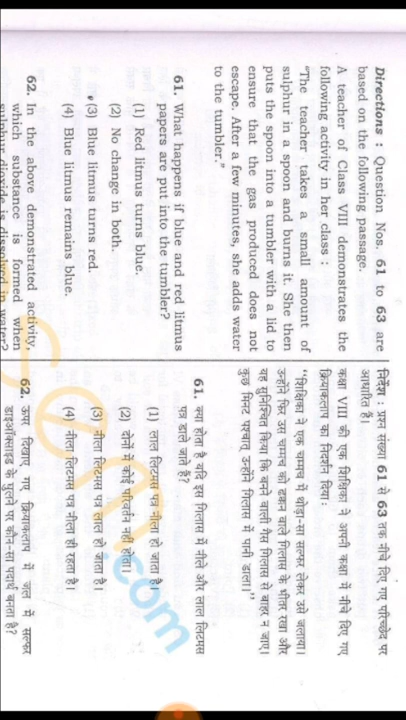 Directions : Question Nos. 61 to 63 are
based on the following passage.
A teacher of Class VIII demonstrates the
following activity in her class :
"The teacher takes a small amount of
sulphur in a spoon and burns it. She then
puts the spoon into a tumbler with a lid to
ensure that the gas produced does not
escape. After a few minutes, she adds water
to the tumbler."
61. What happens if blue and red litmus
papers are put into the tumbler?
(1) Red litmus turns blue.
(2) No change in both.
(3) Blue litmus turns red.
(4) Blue litmus remains blue.
62. In the above demonstrated activity,
which substance is formed when
sulphur dioxide is dissolved in water?
निर्देश : प्रश्न संख्या 61 से 63 तक नीचे दिए गए परिच्छेद पर
आधारित हैं।
कक्षा VIII की एक शिक्षिका ने अपनी कक्षा में नीचे दिए गए
क्रियाकलाप का निदर्शन दिया :
"शिक्षिका ने एक चम्मच में थोड़ा-सा सल्फर लेकर उसे जलाया।
उन्होंने फिर उस चम्मच को ढक्कन वाले गिलास के भीतर रखा और
यह सुनिश्चित किया कि बनने वाली गैस गिलास से बाहर न जाए।
कुछ मिनट पश्चात् उन्होंने गिलास में पानी डाला।"
61. क्या होता है यदि इस गिलास में नीले और लाल लिटमस
पत्र डाले जाते हैं?
(1) लाल लिटमस पत्र नीला हो जाता है।
(2) दोनों में कोई परिवर्तन नहीं होता।
(3) नीला लिटमस पत्र लाल हो जाता है।
(4) नीला लिटमस पत्र नीला ही रहता है।
62. ऊपर दिखाए गए क्रियाकलाप में जल में सल्फर
डाइऑक्साइड के घुलने पर कौन-सा पदार्थ बनता है?
.com